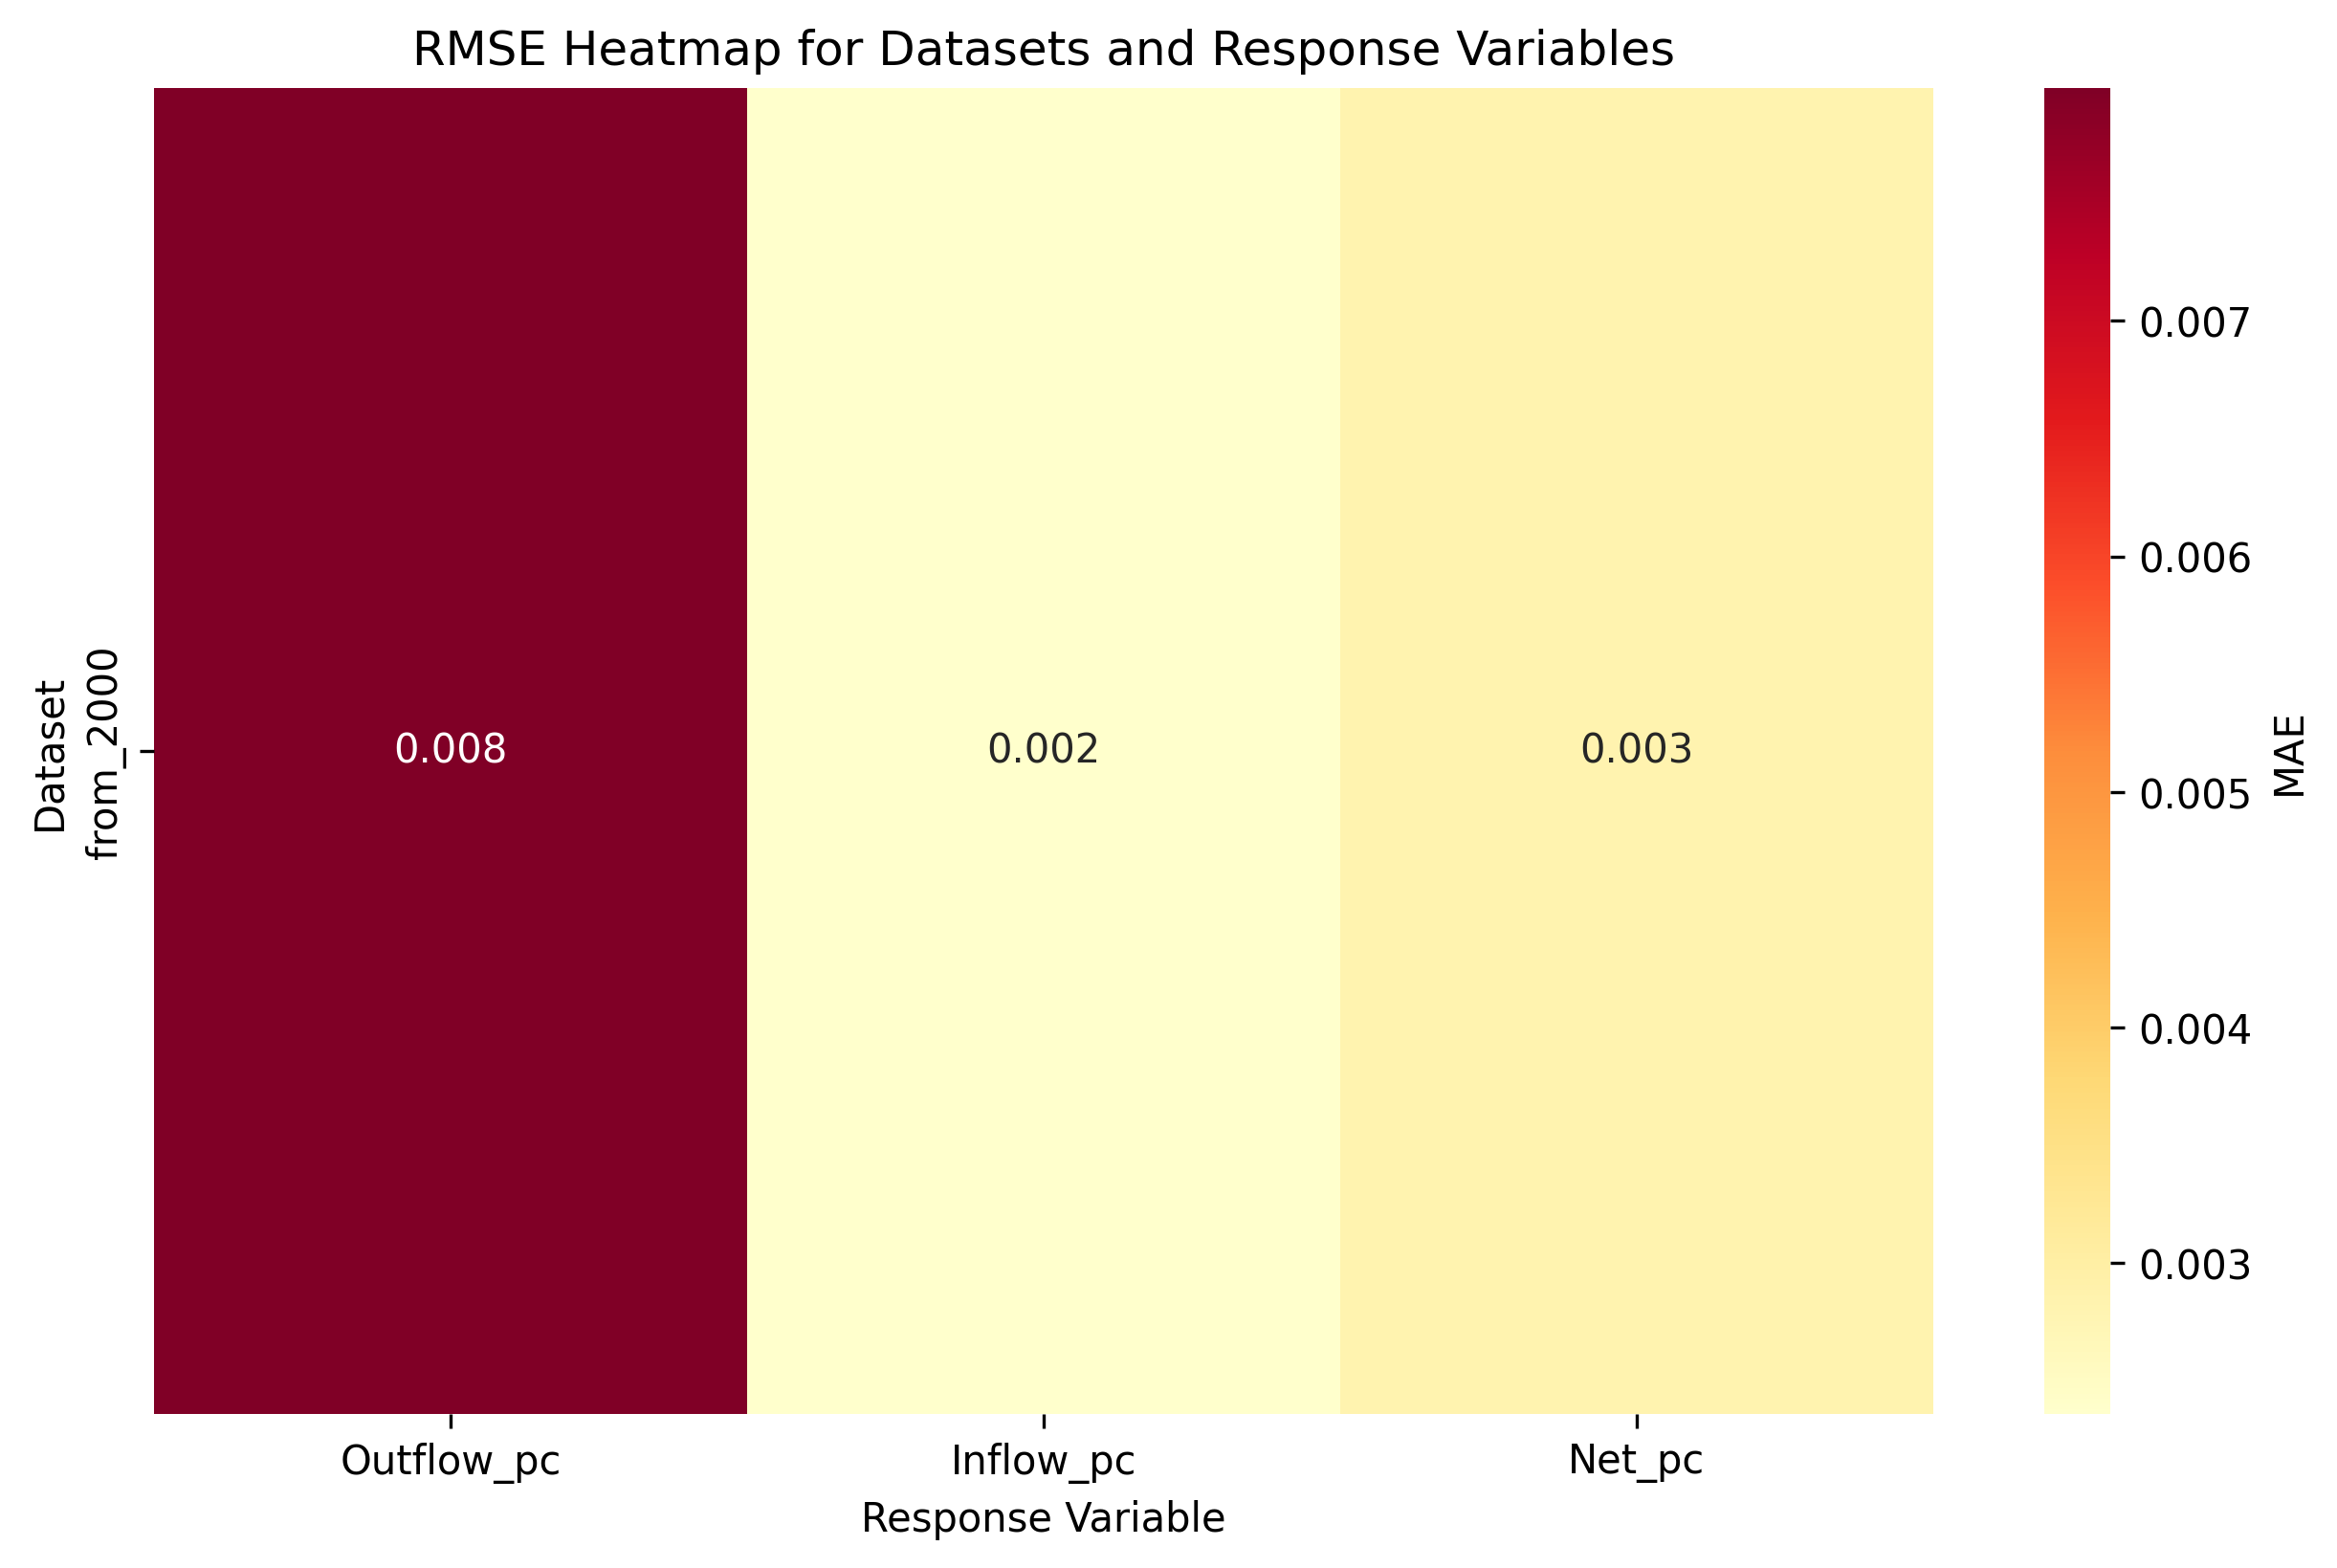 RMSE Heatmap for Datasets and Response Variables
Dataset
from_2000
0.008
0.002
0.003
Outflow_pc
Inflow_pc
Net_pc
Response Variable
0.007
0.006
0.005
0.004
0.003
MAE